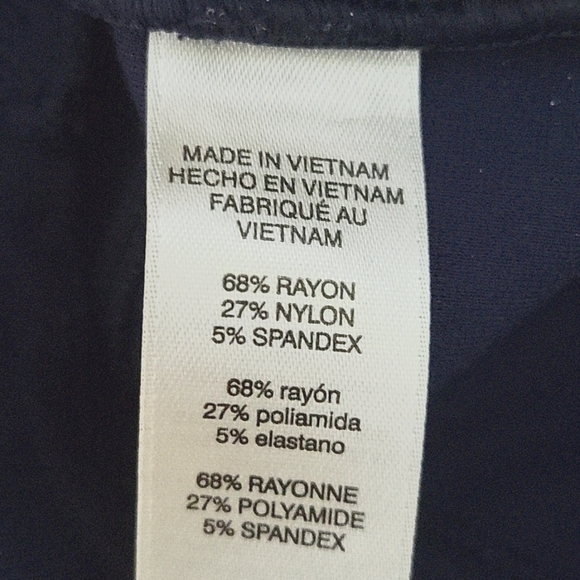 MADE IN VIETNAM
HECHO EN VIETNAM
FABRIQUÉ AU
VIETNAM
68% RAYON
27% NYLON
5% SPANDEX
68% rayón
27% poliamida
5% elastano
68% RAYONNE
27% POLYAMIDE
5% SPANDEX